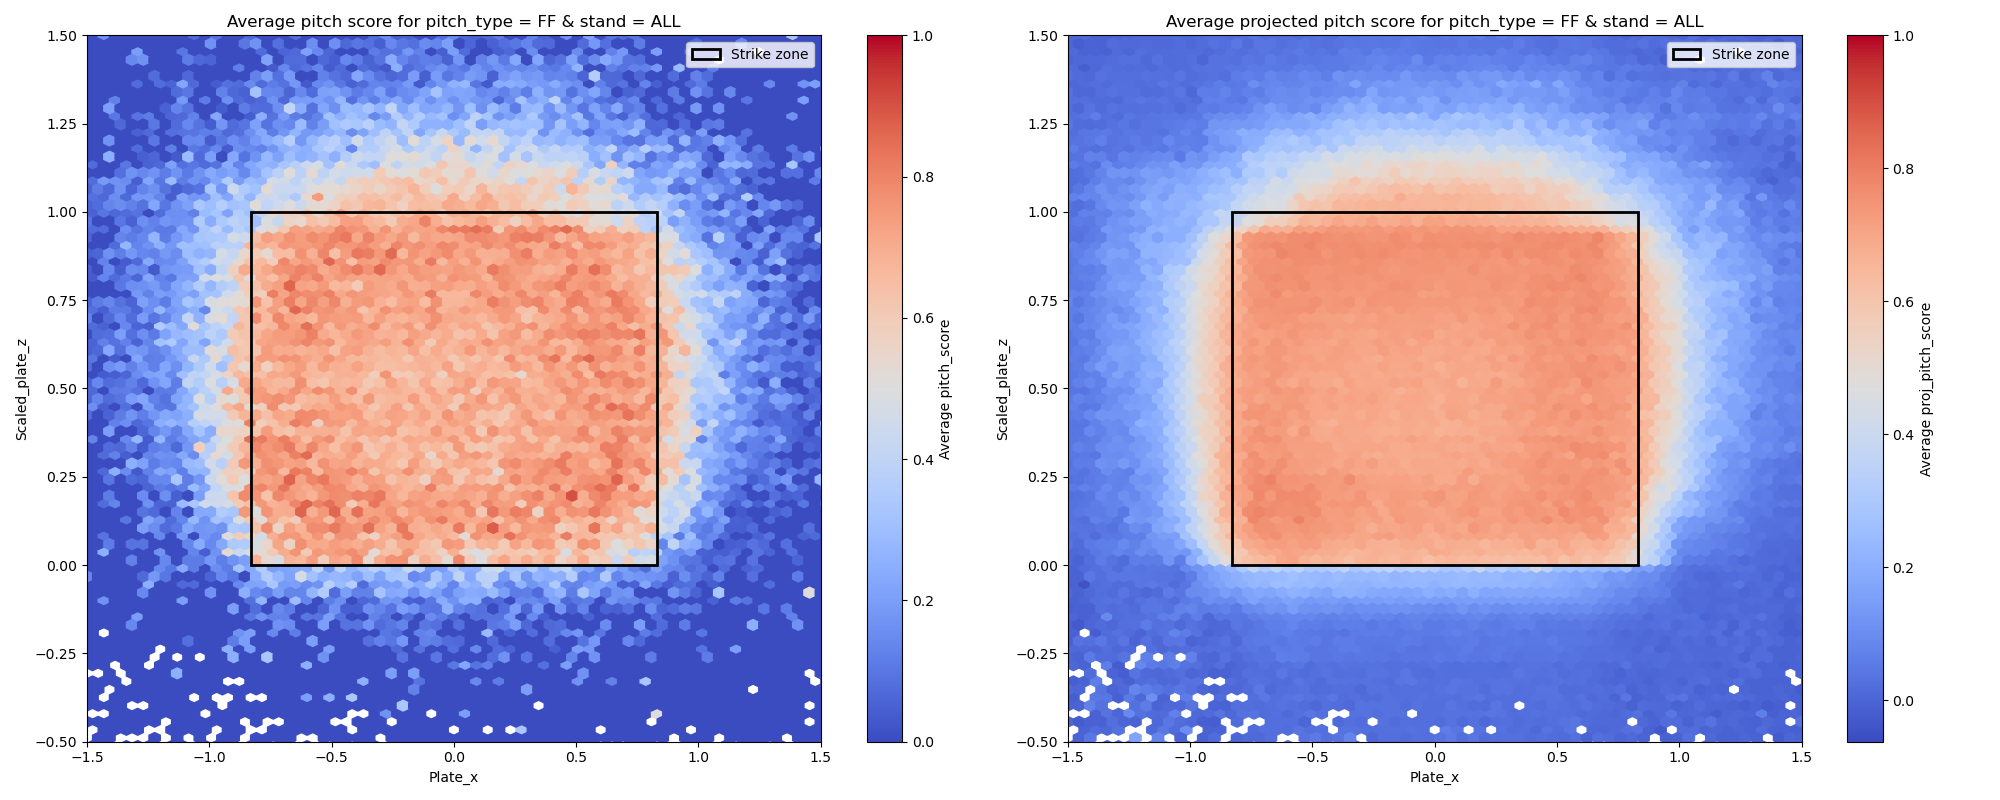 Average pitch score for pitch_type = FF & stand = ALL
Strike zone
1.50
1.25
1.00
0.75
0.50
0.25
0.00
−0.25
−0.50
Scaled_plate_z
−1.5 −1.0 −0.5 0.0 0.5 1.0 1.5
Plate_x
1.0
0.8
0.6
0.4
0.2
0.0
Average pitch_score
Average projected pitch score for pitch_type = FF & stand = ALL
Strike zone
1.50
1.25
1.00
0.75
0.50
0.25
0.00
−0.25
−0.50
Scaled_plate_z
−1.5 −1.0 −0.5 0.0 0.5 1.0 1.5
Plate_x
1.0
0.8
0.6
0.4
0.2
0.0
Average proj_pitch_score